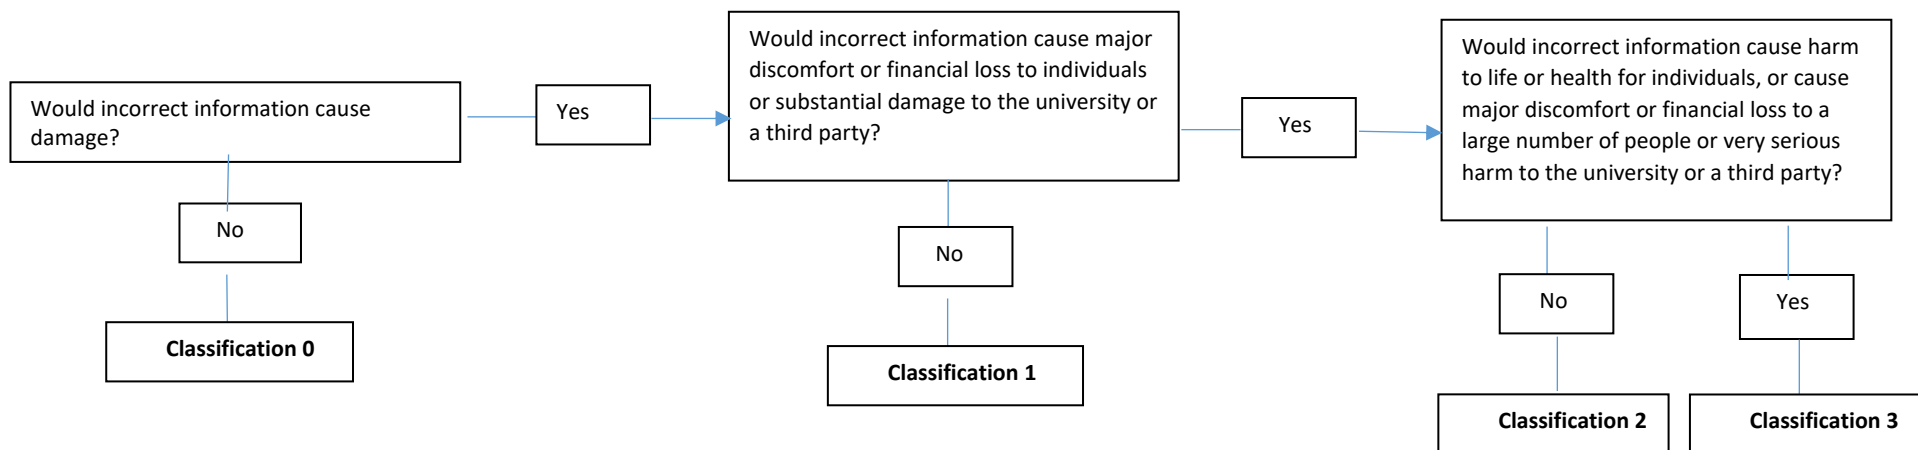 Would incorrect information cause
damage?
Yes
No
Classification 0
Would incorrect information cause major
discomfort or financial loss to individuals
or substantial damage to the university or
a third party?
Yes
No
Classification 1
Would incorrect information cause harm
to life or health for individuals, or cause
major discomfort or financial loss to a
large number of people or very serious
harm to the university or a third party?
No
Yes
Classification 2
Classification 3